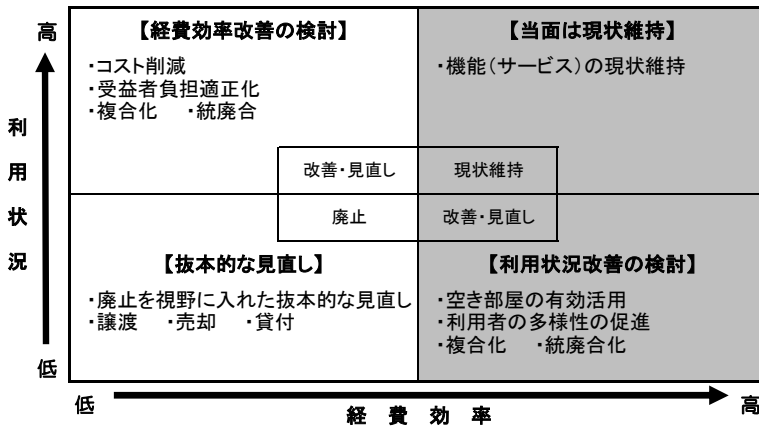 高
利
用
状
況
低
【経費効率改善の検討】
・コスト削減
・受益者負担適正化
・複合化　・統廃合
【当面は現状維持】
・機能(サービス)の現状維持
改善・見直し
現状維持
廃止
改善・見直し
【抜本的な見直し】
・廃止を視野に入れた抜本的な見直し
・譲渡　・売却　・貸付
【利用状況改善の検討】
・空き部屋の有効活用
・利用者の多様性の促進
・複合化　・統廃合化
低
経 費 効 率
高